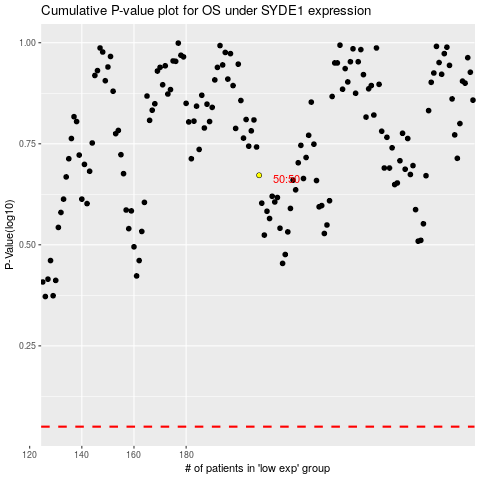 Cumulative P-value plot for OS under SYDE1 expression
1.00
0.75
P-Value(log10)
50:50
0.50
0.25
120 140 160 180
# of patients in 'low exp' group